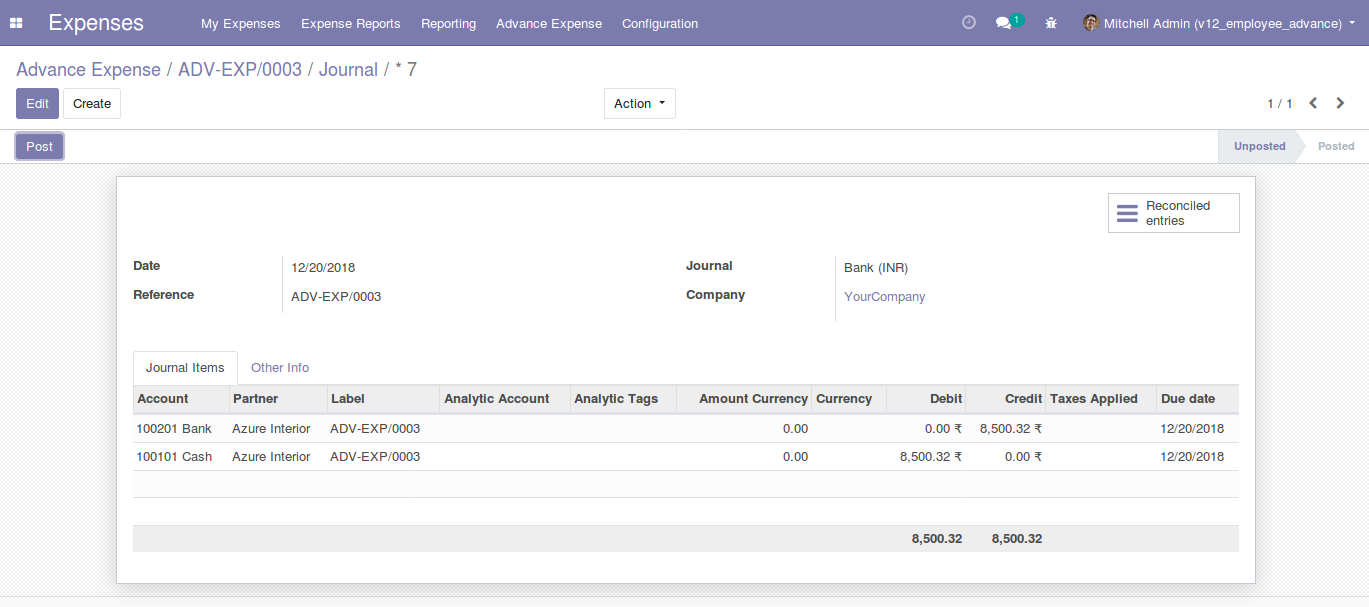 Expenses My Expenses Expense Reports Reporting Advance Expense Configuration 1 Mitchell Admin (v12_employee_advance)
Advance Expense / ADV-EXP/0003 / Journal / * 7
Edit Create Action 1 / 1
Post Unposted Posted
Reconciled entries
Date 12/20/2018 Journal Bank (INR)
Reference ADV-EXP/0003 Company YourCompany
Journal Items Other Info
Account Partner Label Analytic Account Analytic Tags Amount Currency Currency Debit Credit Taxes Applied Due date
100201 Bank Azure Interior ADV-EXP/0003 0.00 0.00 ₹ 8,500.32 ₹ 12/20/2018
100101 Cash Azure Interior ADV-EXP/0003 0.00 8,500.32 ₹ 0.00 ₹ 12/20/2018
8,500.32 8,500.32